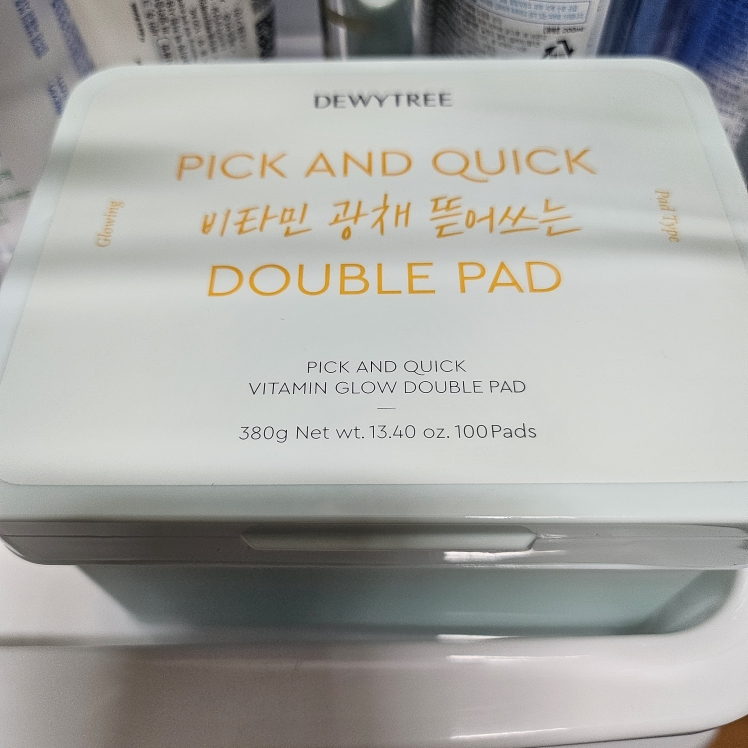 DEWYTREE
PICK AND QUICK
비타민 광채 뜯어쓰는
DOUBLE PAD
Glowing
Pad Type
PICK AND QUICK
VITAMIN GLOW DOUBLE PAD
380g Net wt. 13.40 oz. 100Pads